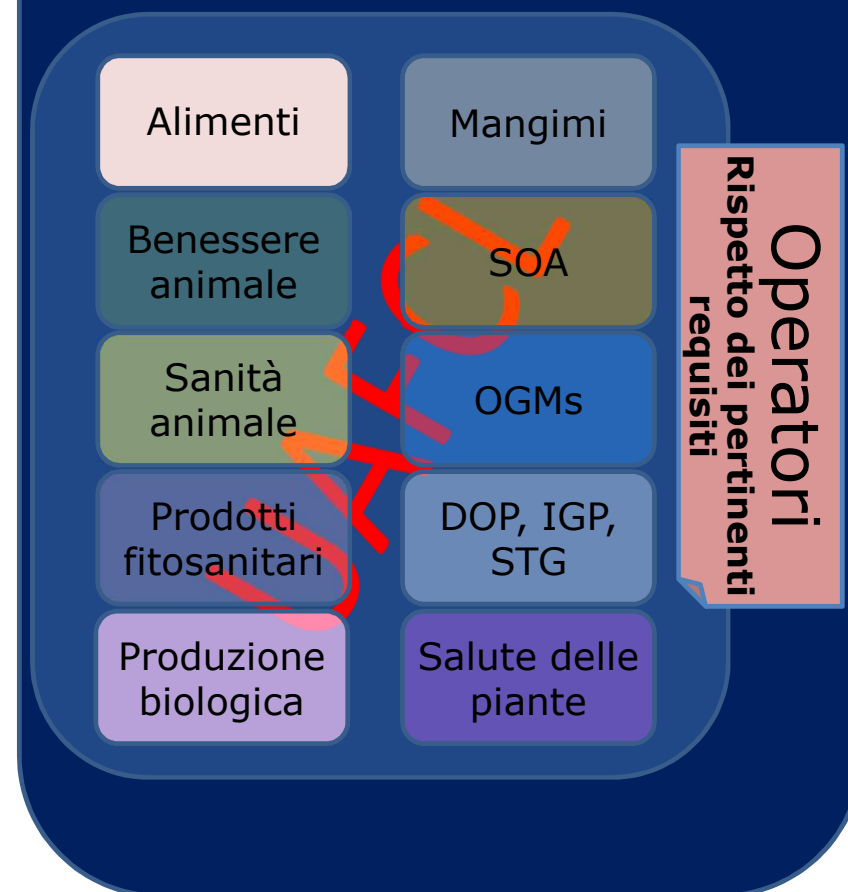 Alimenti
Mangimi
Benessere
animale
SOA
Sanità
animale
OGMs
Prodotti
fitosanitari
DOP, IGP,
STG
Produzione
biologica
Salute delle
piante
Operatori
Rispetto dei pertinenti
requisiti